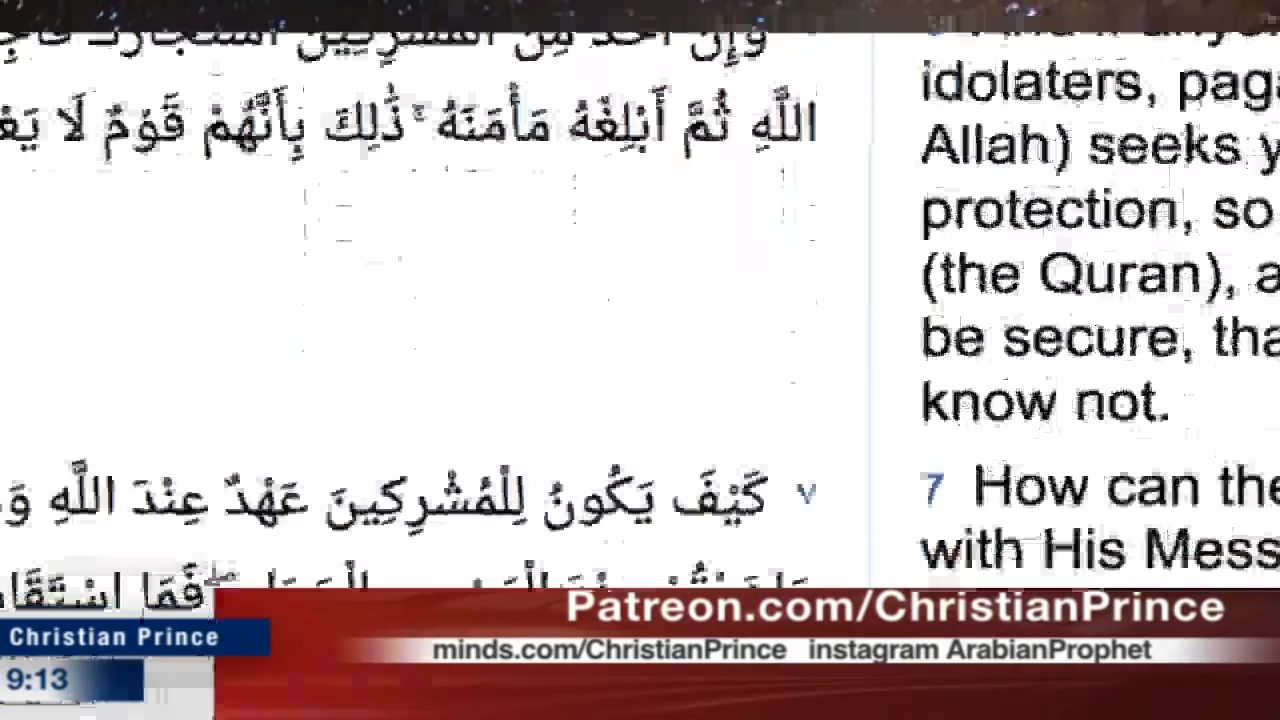 وَإِنْ أَحَدٌ مِنَ الْمُشْرِكِينَ اسْتَجَارَكَ
اللَّهِ ثُمَّ أَبْلِغْهُ مَأْمَنَهُ ۚ ذَٰلِكَ بِأَنَّهُمْ قَوْمٌ لَا
٧ كَيْفَ يَكُونُ لِلْمُشْرِكِينَ عَهْدٌ عِنْدَ اللَّهِ
فَمَا
idolaters, pag
Allah) seeks y
protection, so
(the Quran), a
be secure, tha
know not.
7 How can the
with His Mess
Patreon.com/ChristianPrince
Christian Prince
minds.com/ChristianPrince instagram ArabianProphet
9:13